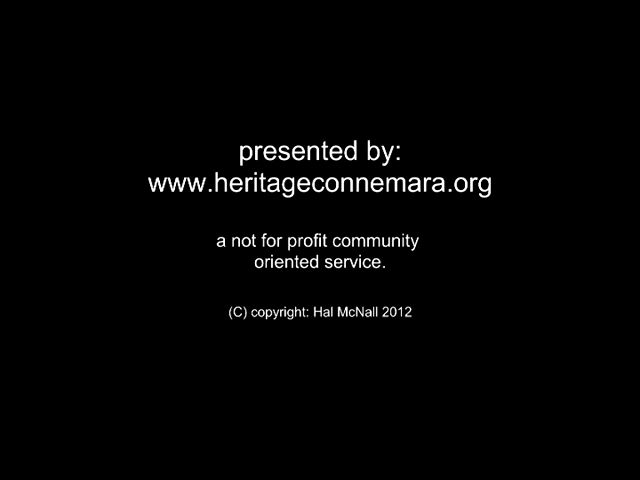 presented by:
www.heritageconnemara.org
a not for profit community
oriented service.
(C) copyright: Hal McNall 2012